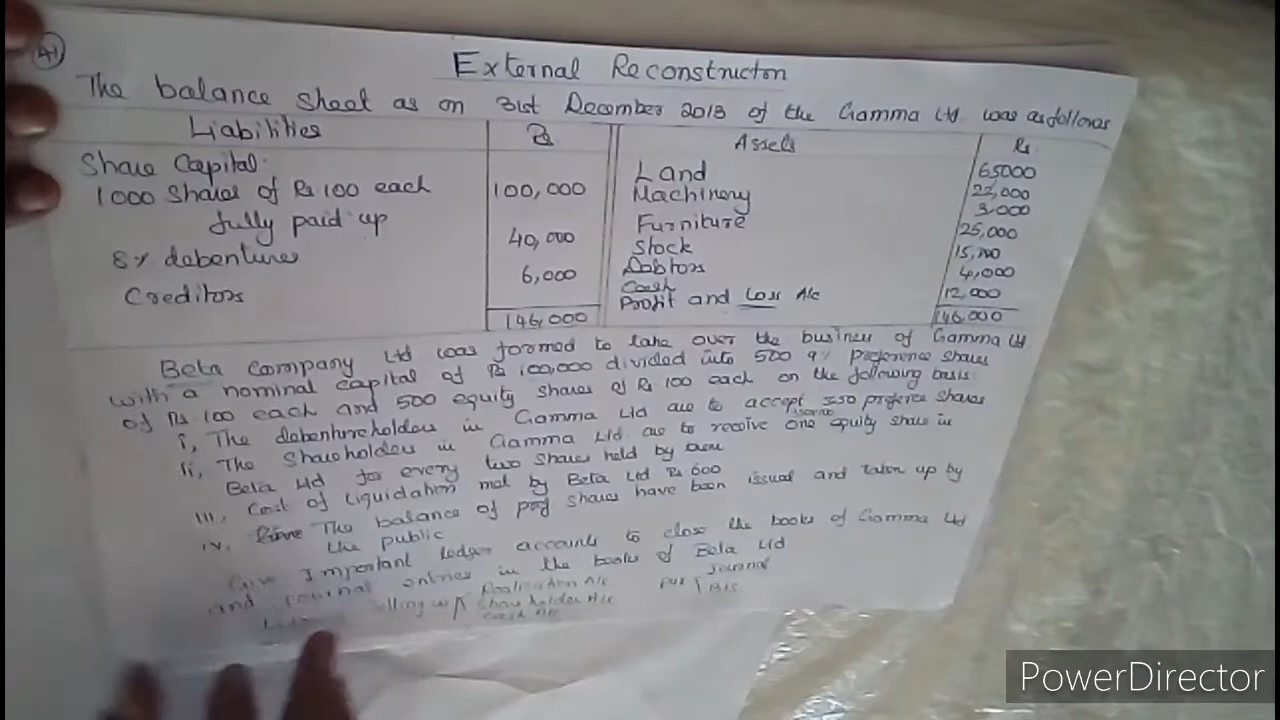 41
External Reconstructon
The balance sheet as on 31st December 2013 of the Gamma Ltd was as follows
Liabilities Rs Assets Rs
Share Capital: Land 65000
1000 Shares of Rs 100 each 100,000 Machinery 22,000
fully paid up Furniture 3,000
8% debentures 40,000 Stock 25,000
Creditors 6,000 Debtors 15,000
Cash 4,000
Profit and Loss A/c 12,000
146,000 146,000
Beta Company Ltd was formed to take over the business of Gamma Ltd
with a nominal capital of Rs 100,000 divided into 500 9% preference shares
of Rs 100 each and 500 equity shares of Rs 100 each on the following basis
i, The debentureholders in Gamma Ltd are to accept 350 prefere shares
ii, The Shareholders in Gamma Ltd are to receive one equity share in
Beta Ltd for every two shares held by them
iii, Cost of Liquidation met by Beta Ltd Rs 600
iv. The balance of pref shares have been issued and taken up by
the public
Give Important ledger accounts to close the books of Gamma Ltd
and journal entries in the books of Beta Ltd
Realisation A/c Journal
Selling Shareholder A/c Pur B/S
Cash A/c
PowerDirector